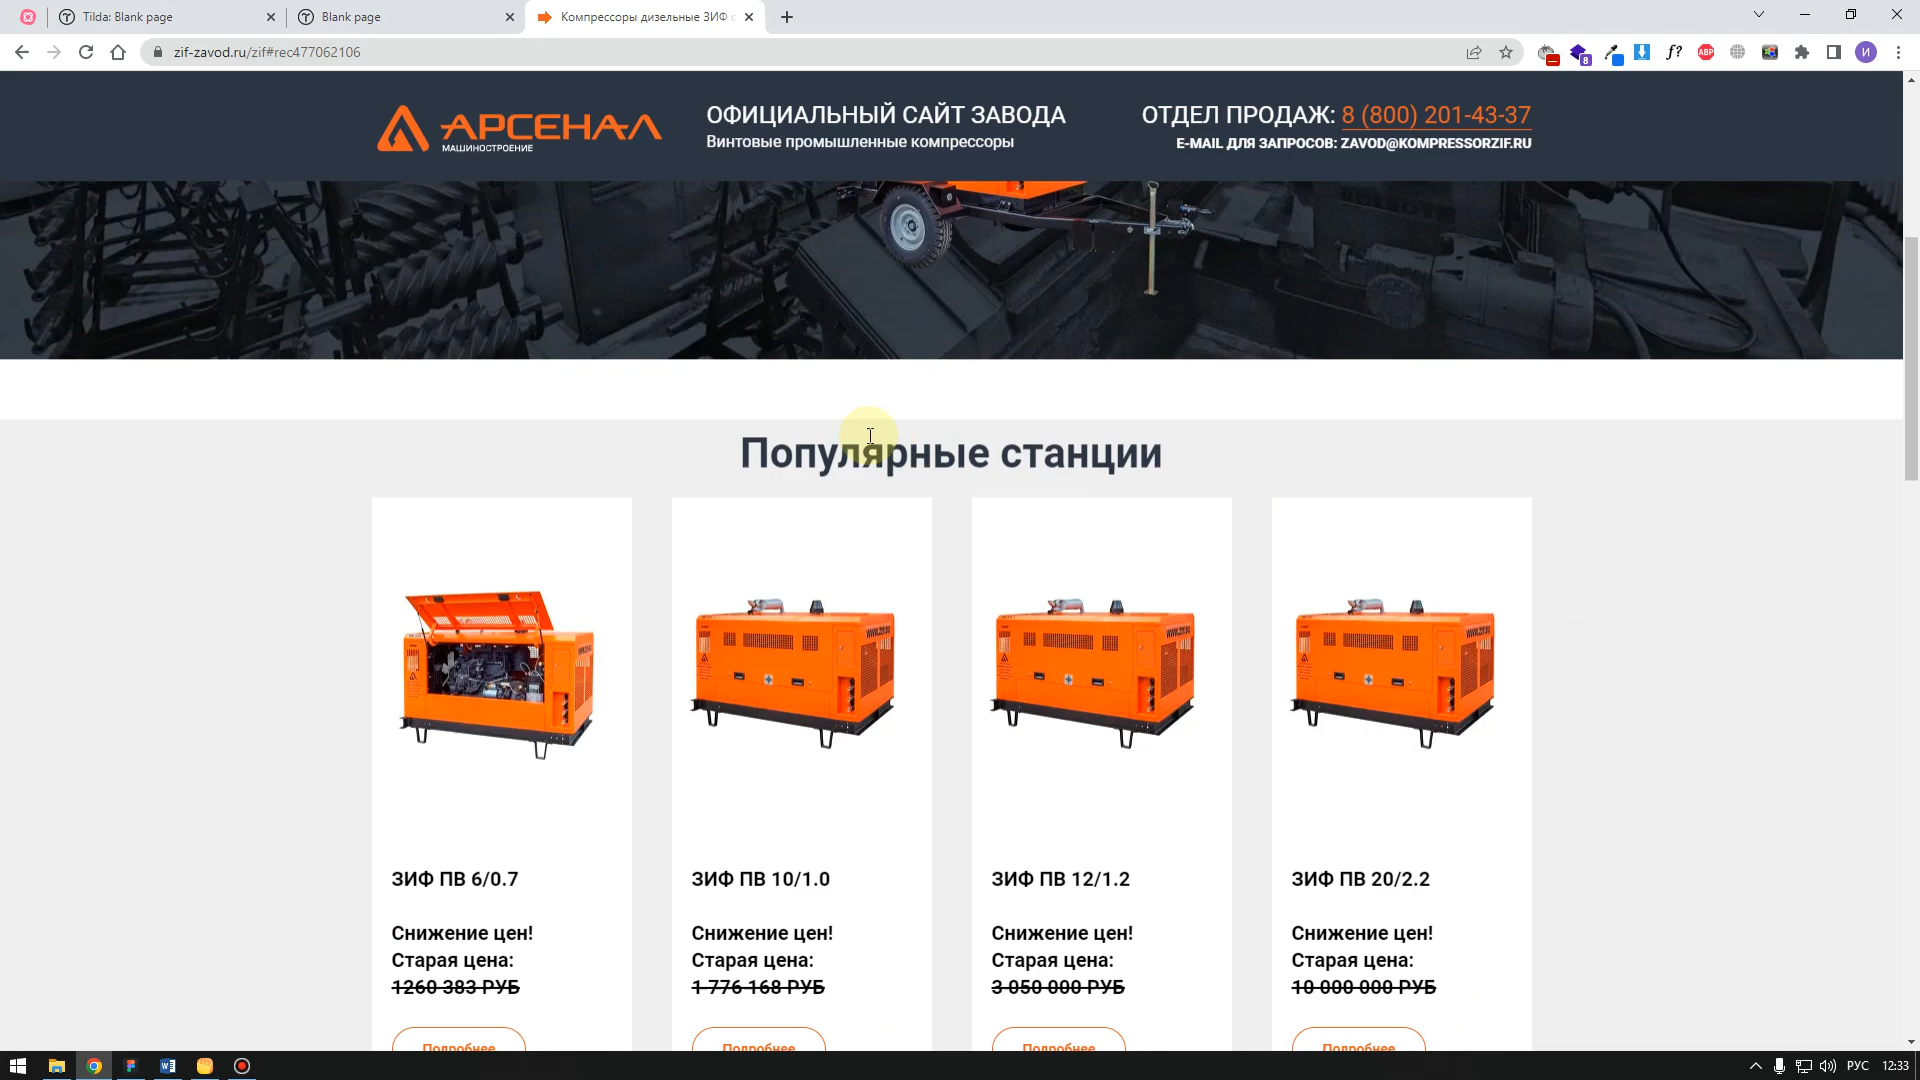 Tilda: Blank page
Blank page
Компрессоры дизельные ЗИФ с
zif-zavod.ru/zif#rec477062106
АРСЕНАЛ
МАШИНОСТРОЕНИЕ
ОФИЦИАЛЬНЫЙ САЙТ ЗАВОДА
Винтовые промышленные компрессоры
ОТДЕЛ ПРОДАЖ: 8 (800) 201-43-37
E-MAIL ДЛЯ ЗАПРОСОВ: ZAVOD@KOMPRESSORZIF.RU
Популярные станции
ЗИФ ПВ 6/0.7
Снижение цен!
Старая цена:
1260 383 РУБ
Подробнее
ЗИФ ПВ 10/1.0
Снижение цен!
Старая цена:
1 776 168 РУБ
Подробнее
ЗИФ ПВ 12/1.2
Снижение цен!
Старая цена:
3 050 000 РУБ
Подробнее
ЗИФ ПВ 20/2.2
Снижение цен!
Старая цена:
10 000 000 РУБ
Подробнее
РУС
12:33